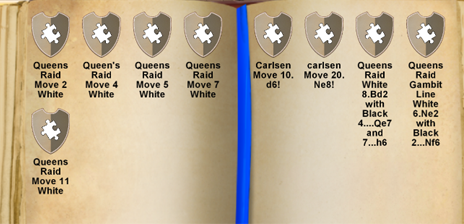 Queens
Raid
Move 2
White
Queen's
Raid
Move 4
White
Queens
Raid
Move 5
White
Queens
Raid
Move 7
White
Queens
Raid
Move 11
White
Carlsen
Move 10.
d6!
carlsen
Move 20.
Ne8!
Queens
Raid
White
8.Bd2
with
Black
4....Qe7
and
7...h6
Queens
Raid
Gambit
Line
White
6.Ne2
with
Black
2...Nf6